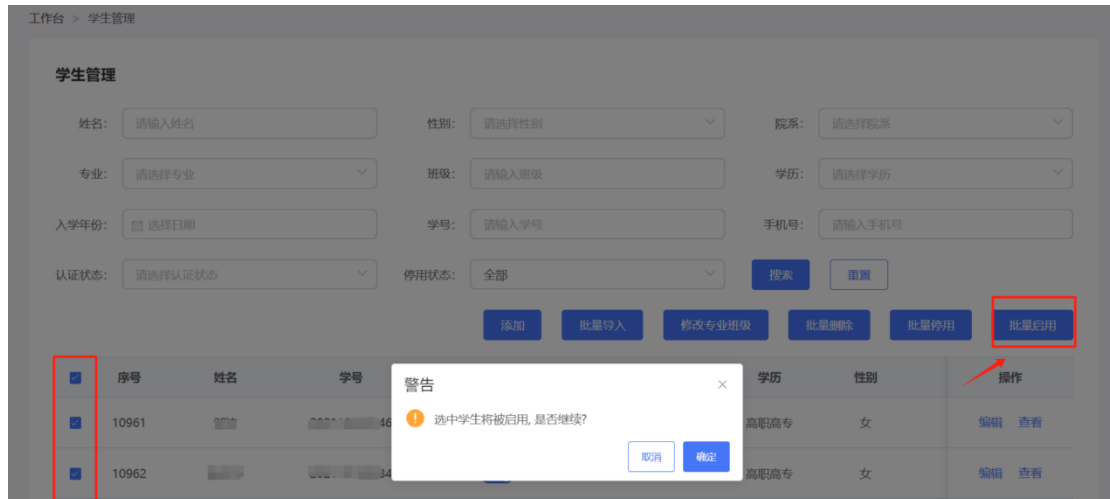 工作台 > 学生管理
学生管理
姓名: 请输入姓名 性别: 请选择性别 院系: 请选择院系
专业: 请选择专业 班级: 请输入班级 学历: 请选择学历
入学年份: 选择日期 学号: 请输入学号 手机号: 请输入手机号
认证状态: 请选择认证状态 停用状态: 全部 搜索 重置
添加 批量导入 修改专业班级 批量删除 批量停用 批量启用
序号 姓名 学号 学历 性别 操作
警告
选中学生将被启用, 是否继续?
取消 确定
10961 46 高职高专 女 编辑 查看
10962 34 高职高专 女 编辑 查看